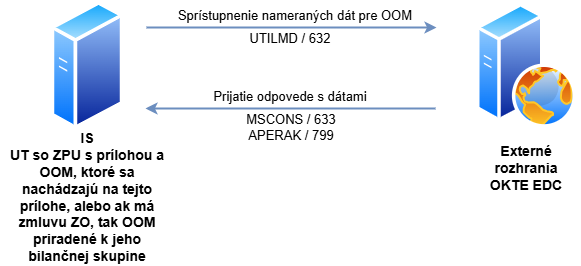 Sprístupnenie nameraných dát pre OOM
UTILMD / 632
Prijatie odpovede s dátami
MSCONS / 633
APERAK / 799
IS
UT so ZPU s prílohou a
OOM, ktoré sa
nachádzajú na tejto
prílohe, alebo ak má
zmluvu ZO, tak OOM
priradené k jeho
bilančnej skupine
Externé
rozhrania
OKTE EDC